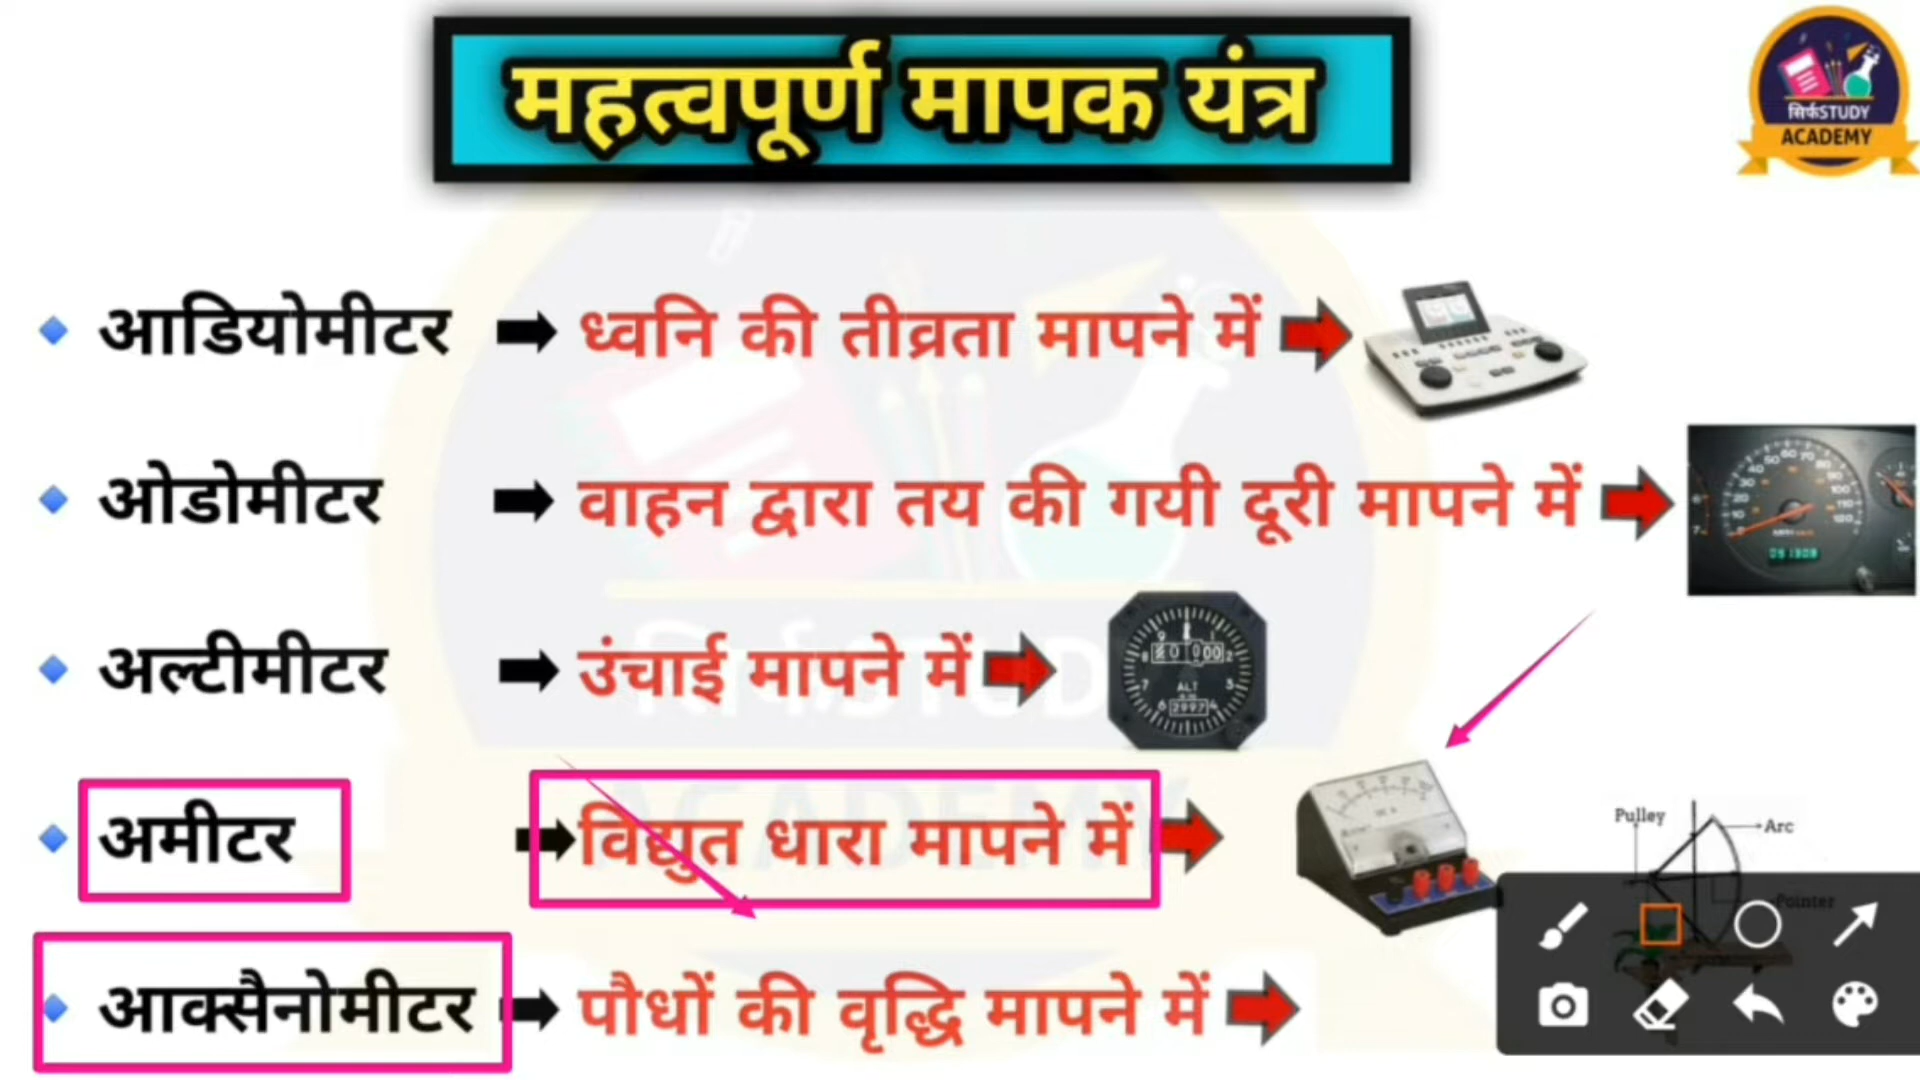 महत्वपूर्ण मापक यंत्र
सिर्फSTUDY
ACADEMY
आडियोमीटर ध्वनि की तीव्रता मापने में
ओडोमीटर वाहन द्वारा तय की गयी दूरी मापने में
अल्टीमीटर उंचाई मापने में
ALT
अमीटर विद्युत धारा मापने में
Pulley
Arc
Pointer
आक्सैनोमीटर पौधों की वृद्धि मापने में